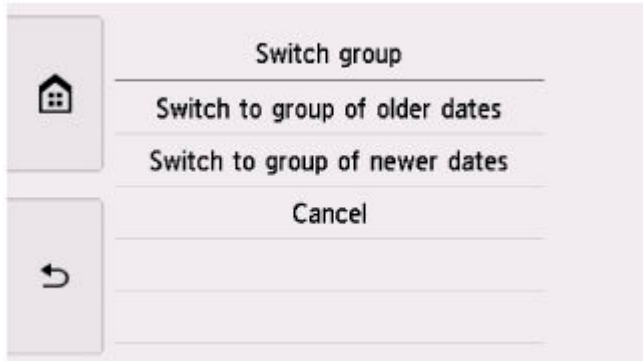 Switch group
Switch to group of older dates
Switch to group of newer dates
Cancel